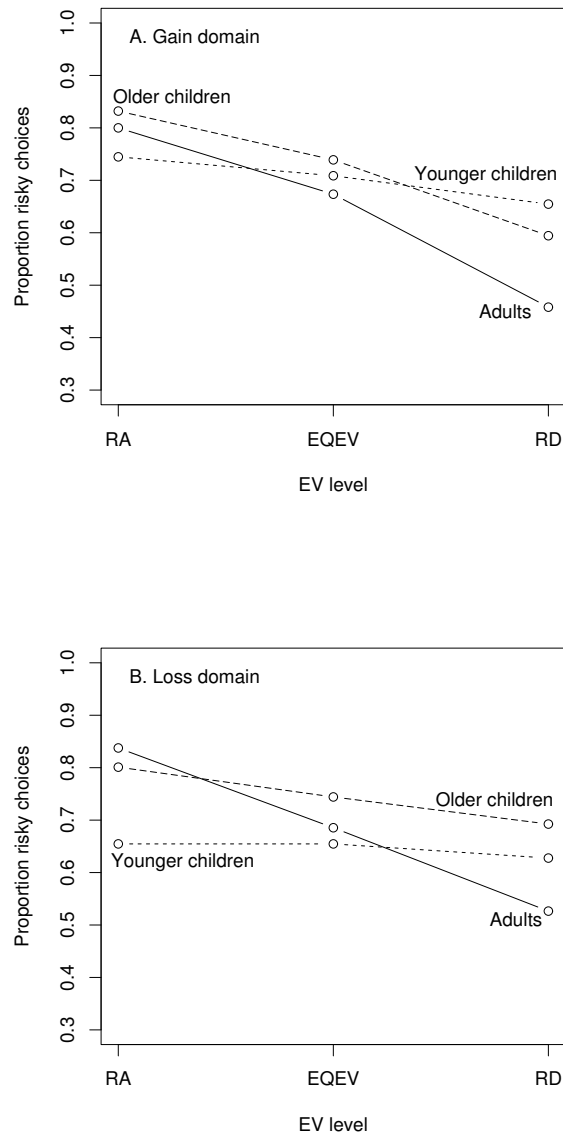 A. Gain domain
Older children
Younger children
Adults
Proportion risky choices
1.0
0.9
0.8
0.7
0.6
0.5
0.4
0.3
RA EQEV RD
EV level
B. Loss domain
Older children
Younger children
Adults
Proportion risky choices
1.0
0.9
0.8
0.7
0.6
0.5
0.4
0.3
RA EQEV RD
EV level